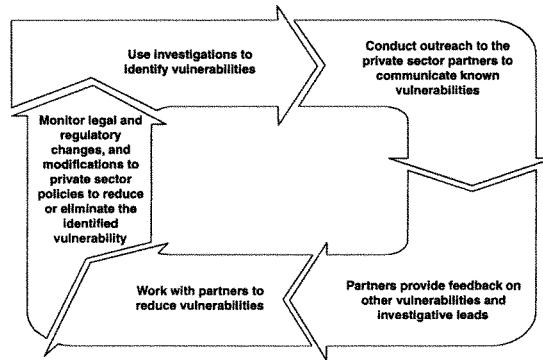 Use investigations to
identify vulnerabilities
Conduct outreach to the
private sector partners to
communicate known
vulnerabilities
Partners provide feedback on
other vulnerabilities and
investigative leads
Work with partners to
reduce vulnerabilities
Monitor legal and
regulatory
changes, and
modifications to
private sector
policies to reduce
or eliminate the
identified
vulnerability